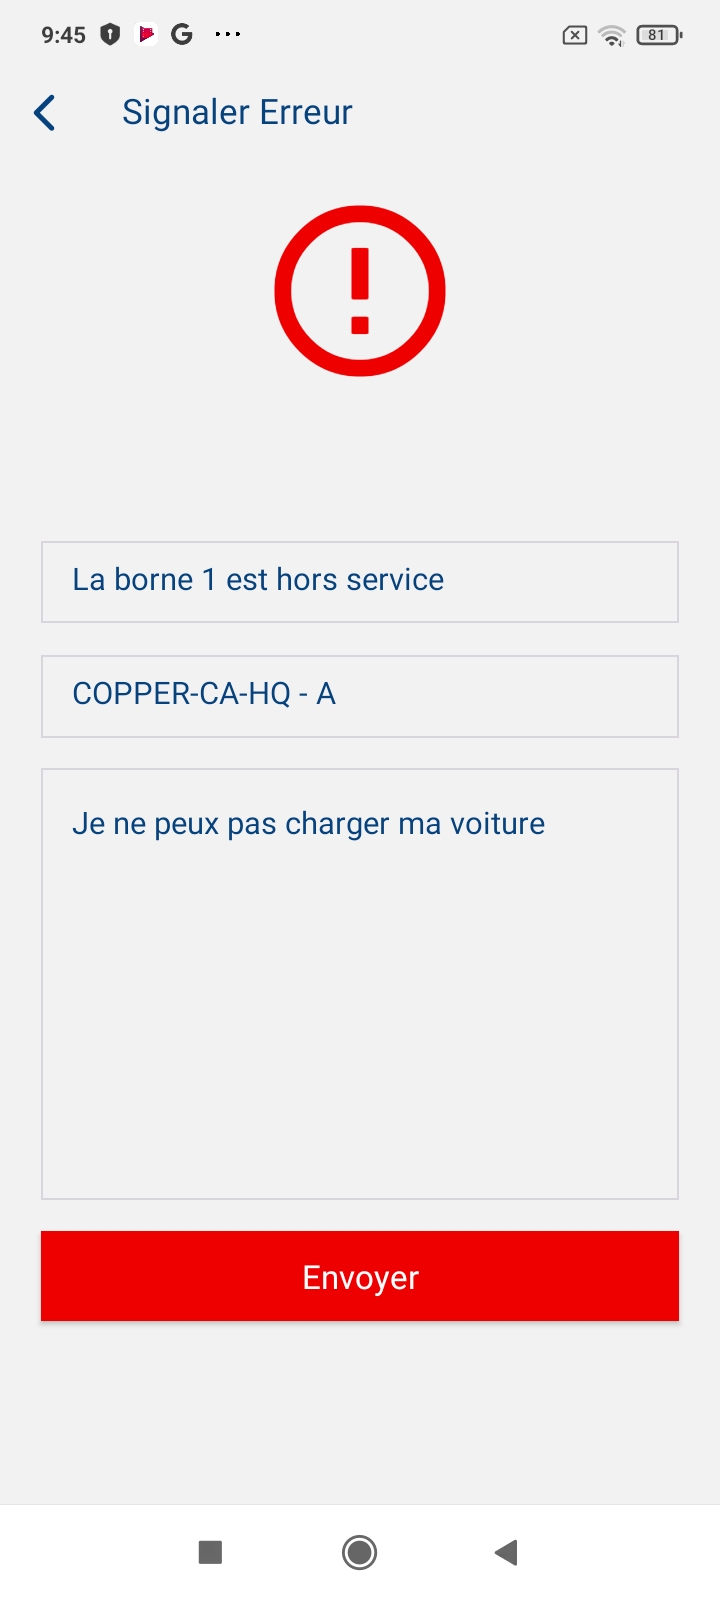 9:45
81
Signaler Erreur
La borne 1 est hors service
COPPER-CA-HQ - A
Je ne peux pas charger ma voiture
Envoyer